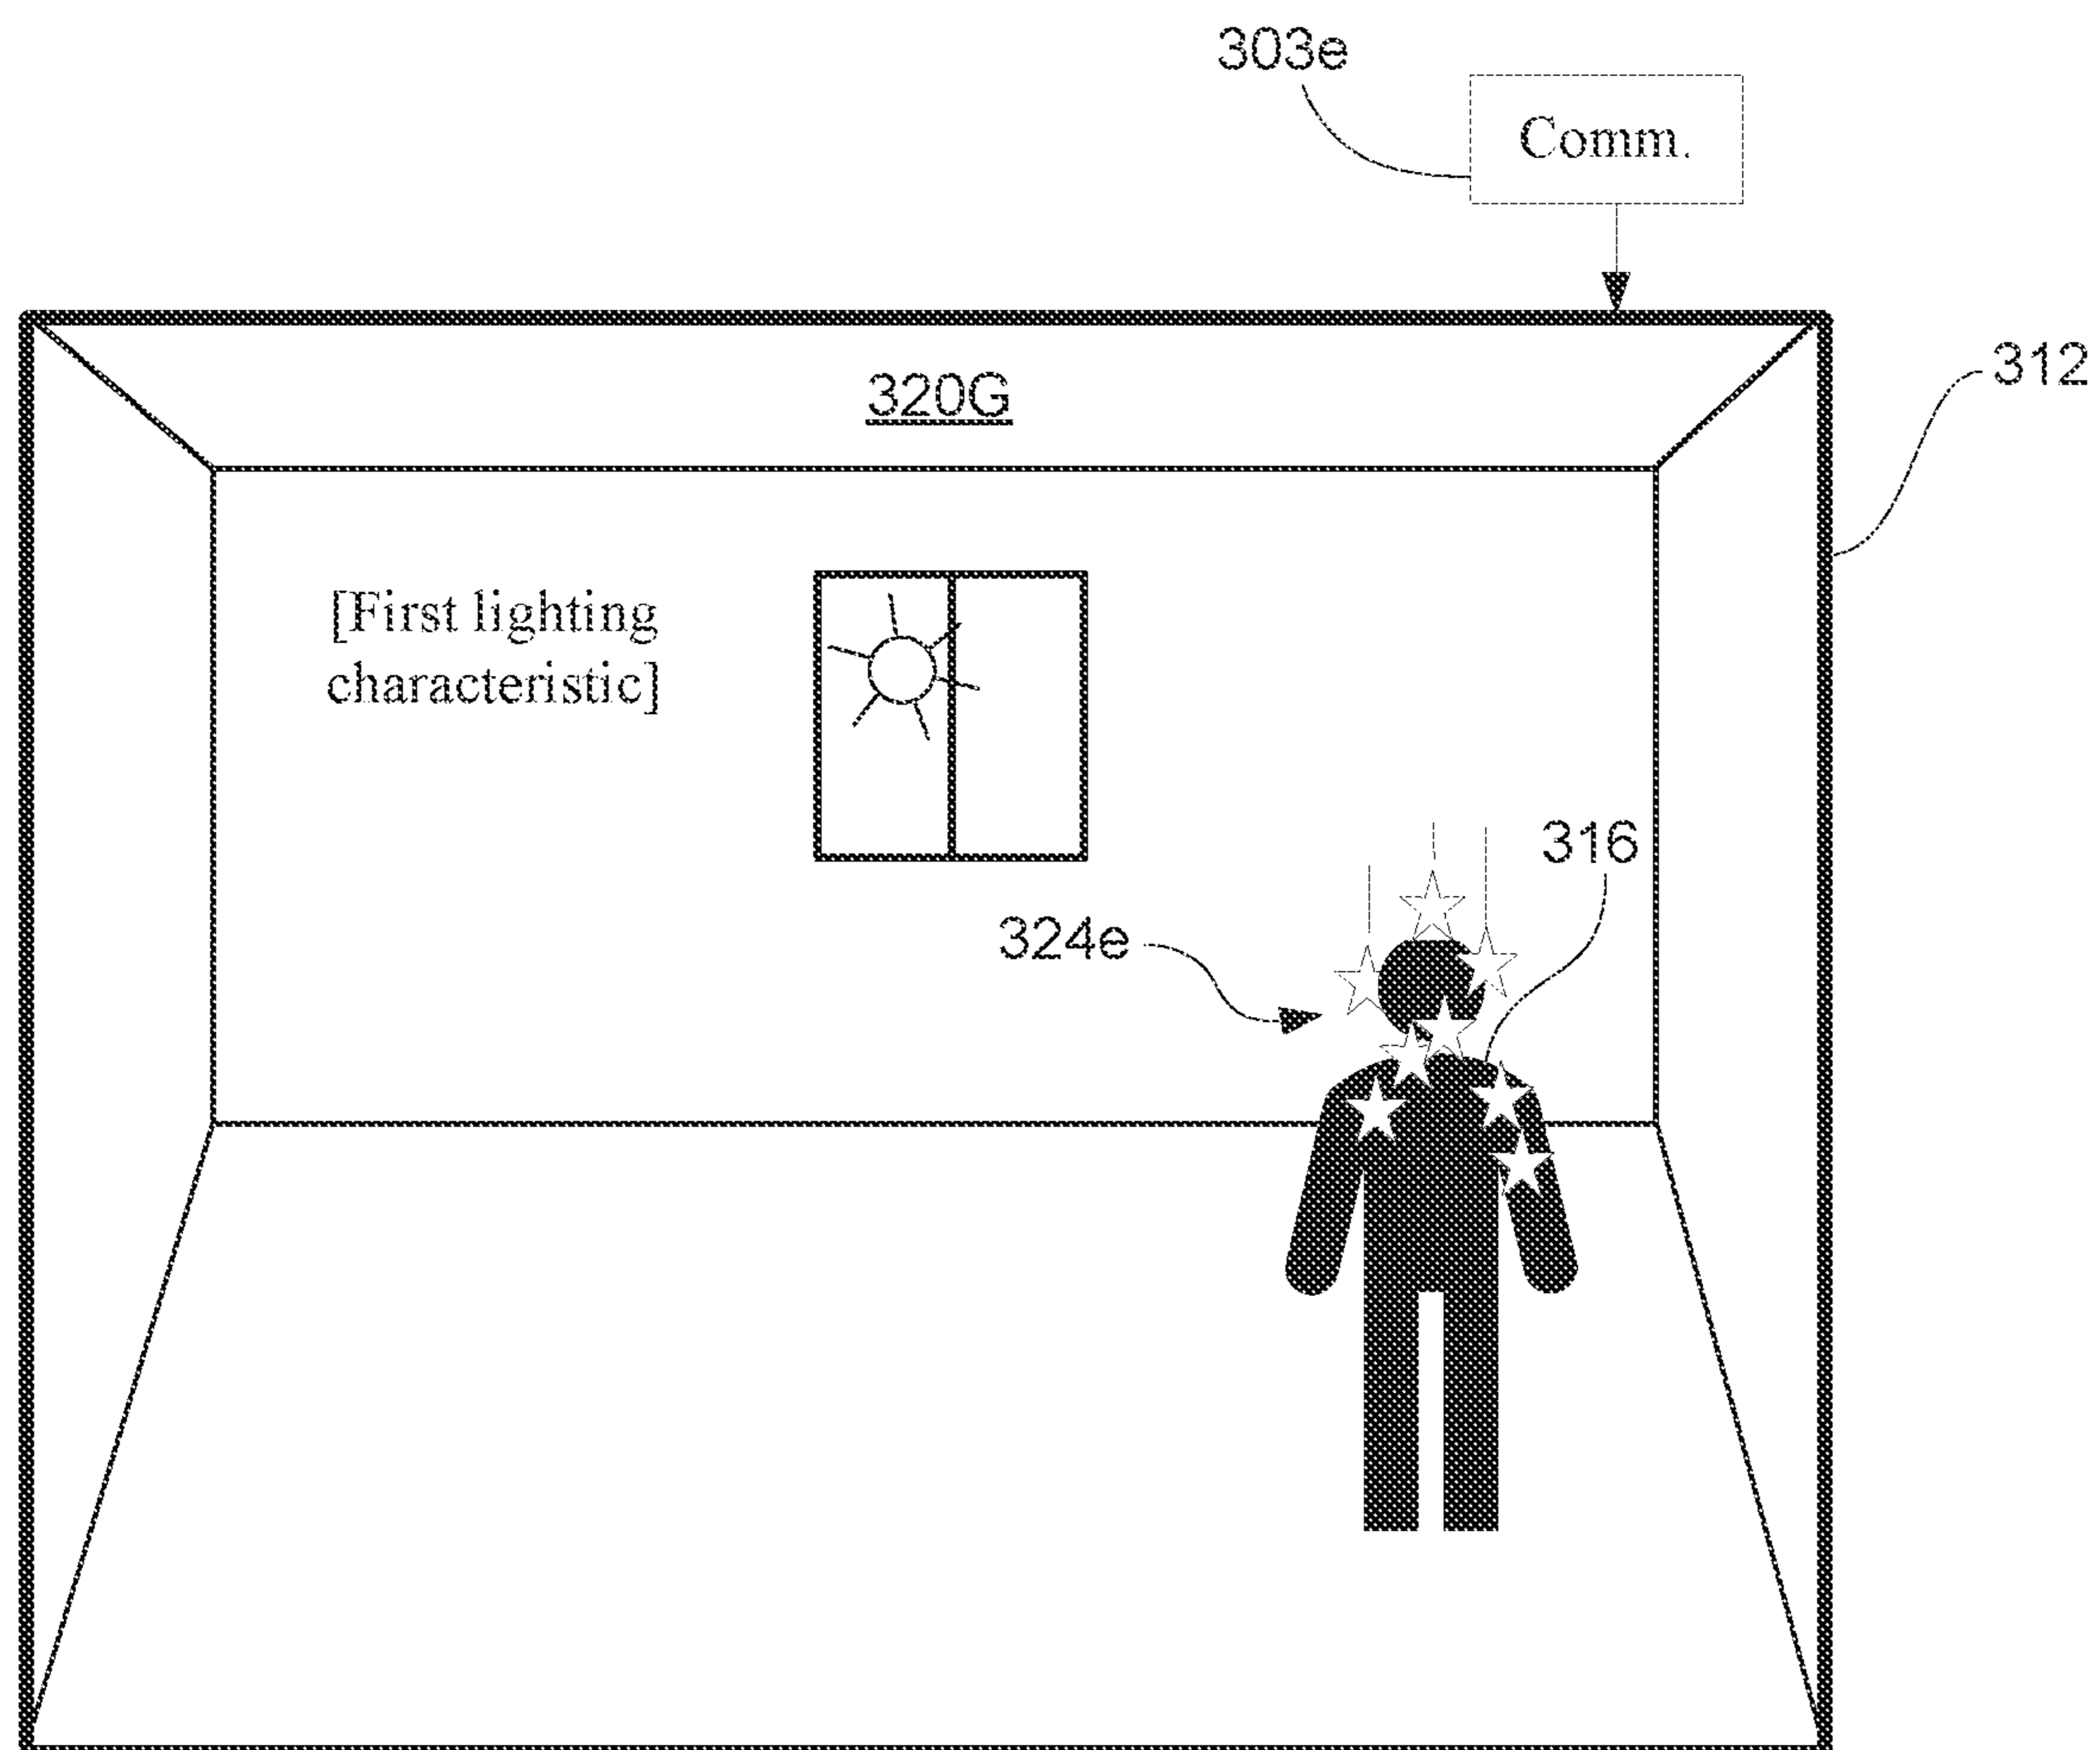 303e
Comm.
312
320G
[First lighting
characteristic]
316
324e